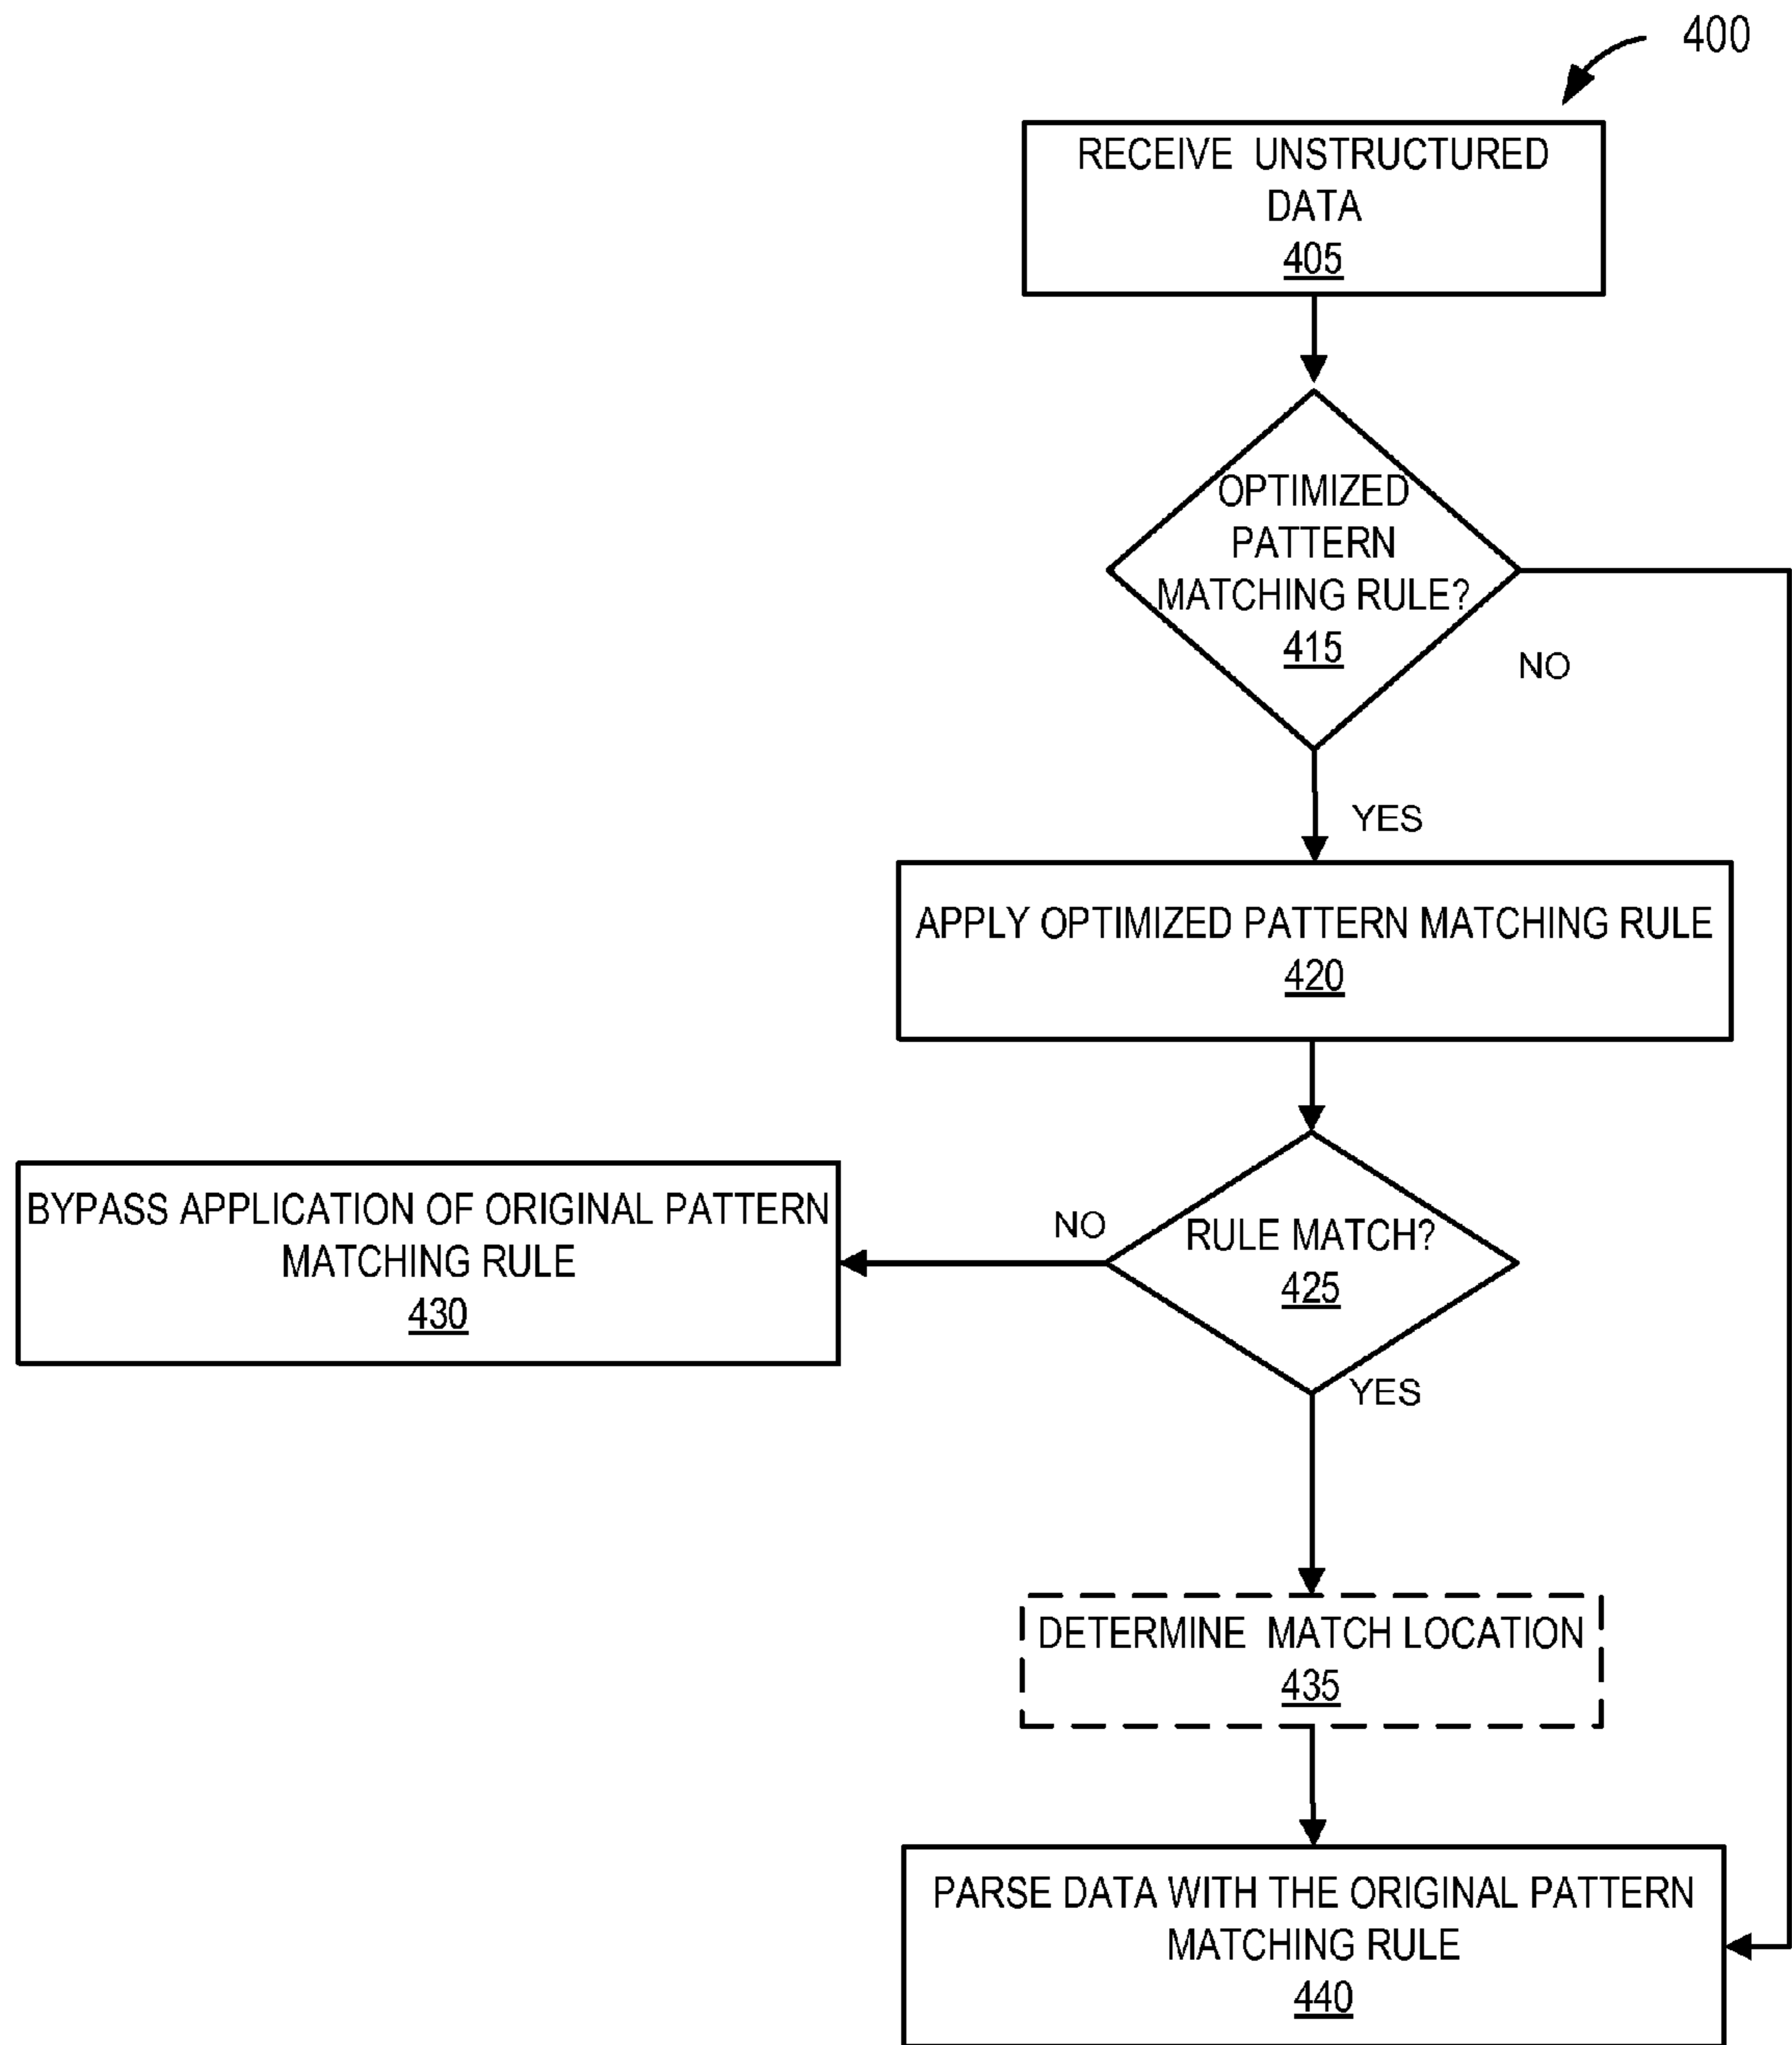 400
RECEIVE UNSTRUCTURED
DATA
405
OPTIMIZED
PATTERN
MATCHING RULE?
415
NO
YES
APPLY OPTIMIZED PATTERN MATCHING RULE
420
RULE MATCH?
425
NO
BYPASS APPLICATION OF ORIGINAL PATTERN
MATCHING RULE
430
YES
DETERMINE MATCH LOCATION
435
PARSE DATA WITH THE ORIGINAL PATTERN
MATCHING RULE
440